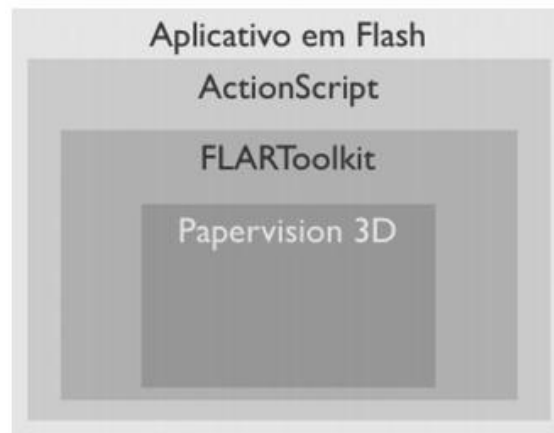 Aplicativo em Flash
ActionScript
FLARToolkit
Papervision 3D